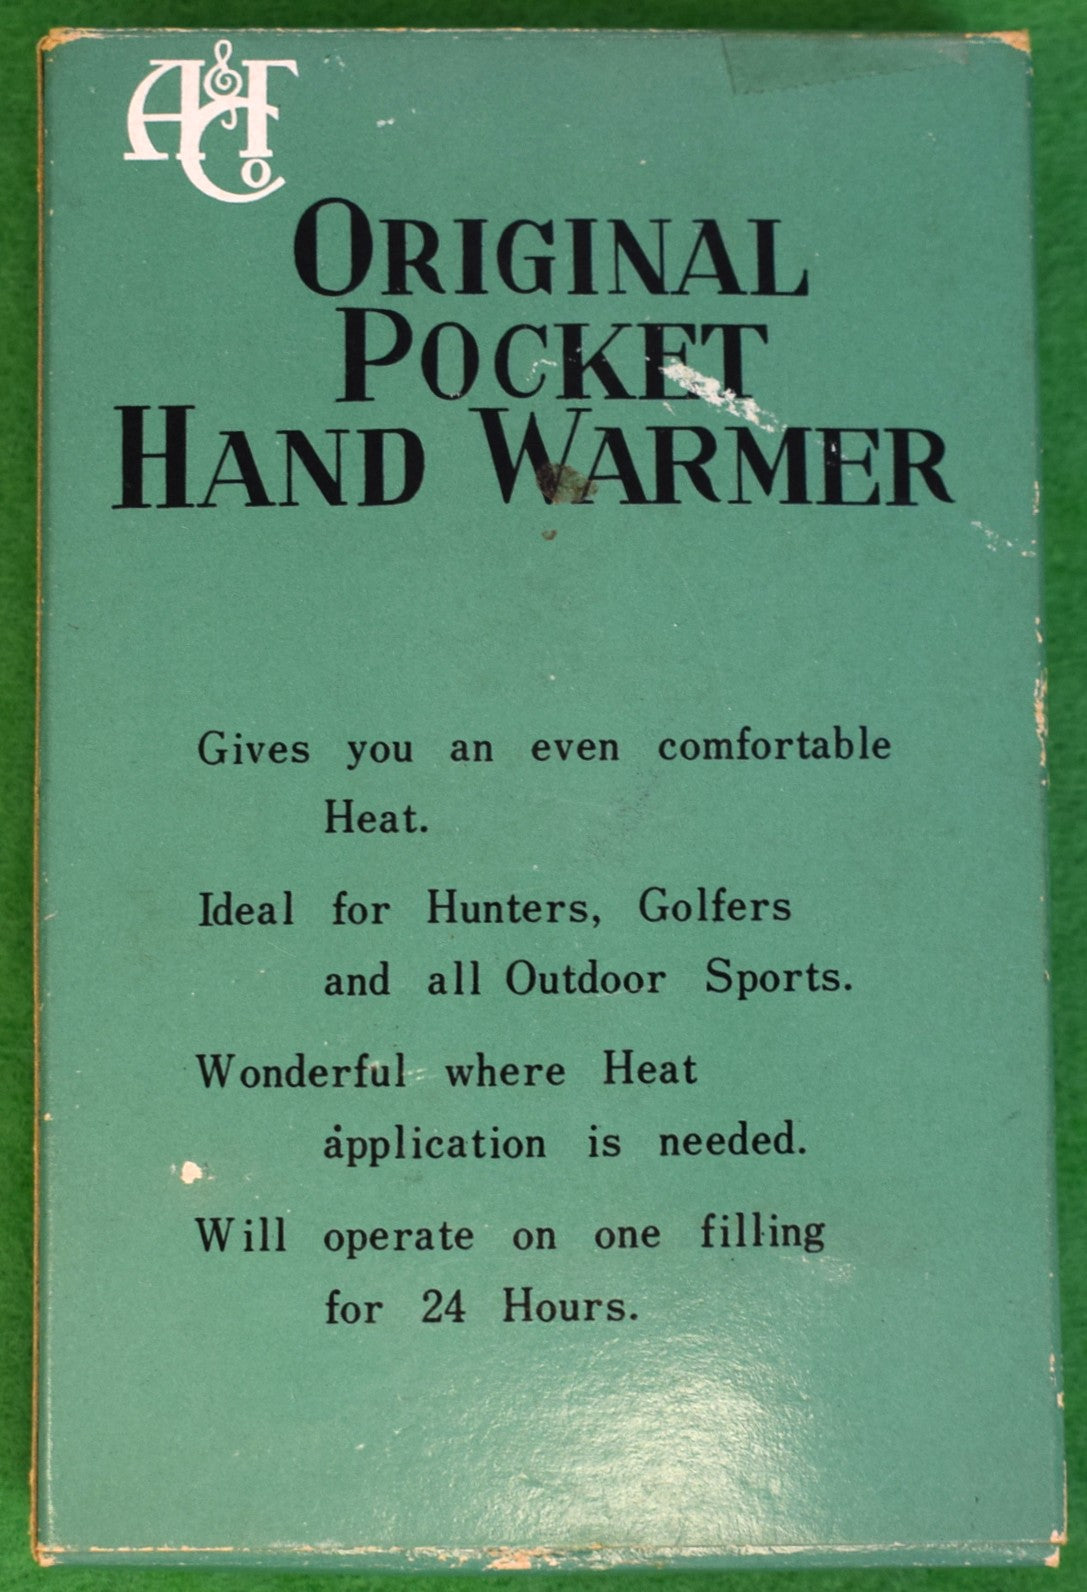 A&F Co
ORIGINAL
POCKET
HAND WARMER
Gives you an even comfortable
Heat.
Ideal for Hunters, Golfers
and all Outdoor Sports.
Wonderful where Heat
application is needed.
Will operate on one filling
for 24 Hours.